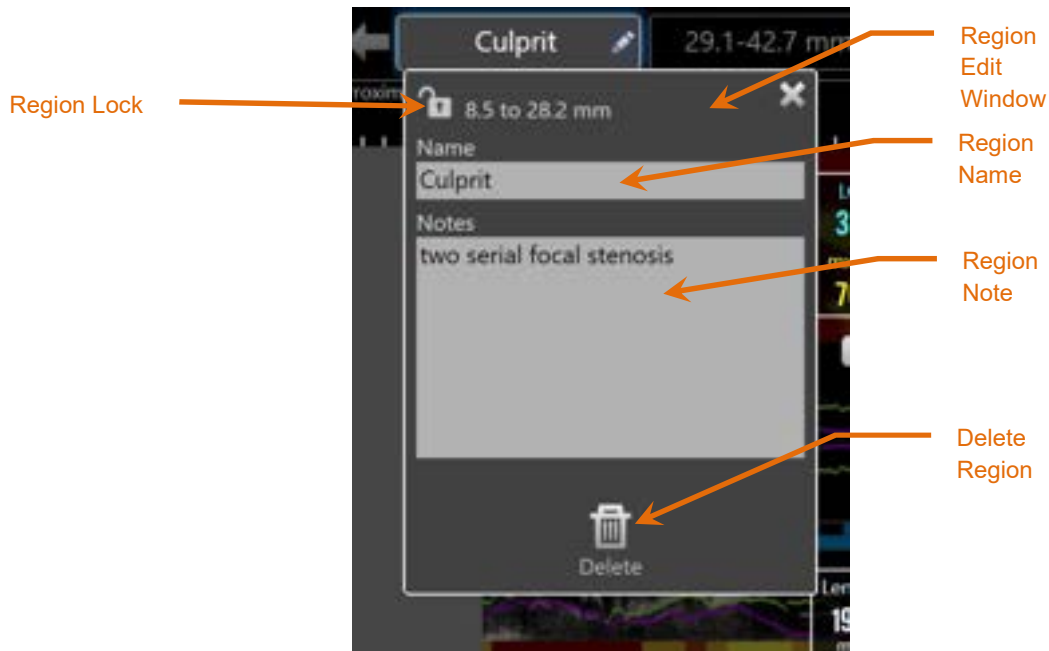 Culprit
29.1-42.7 mm
Region
Edit
Window
Region Lock
8.5 to 28.2 mm
Name
Region
Name
Culprit
Notes
two serial focal stenosis
Region
Note
Delete
Region
Delete